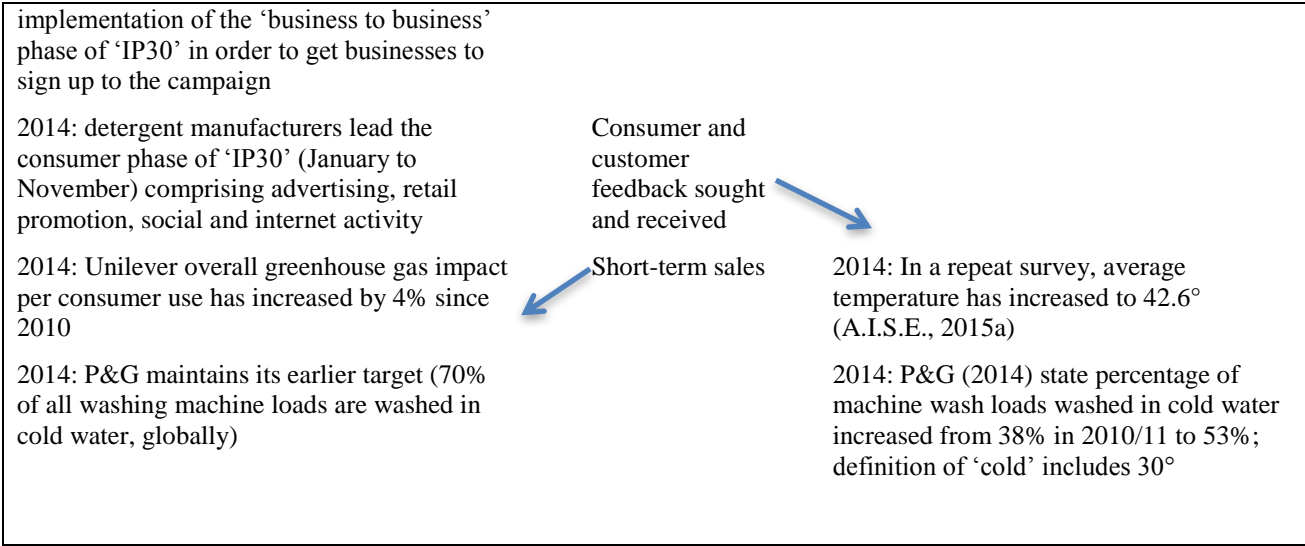 implementation of the ‘business to business’
phase of ‘IP30’ in order to get businesses to
sign up to the campaign
2014: detergent manufacturers lead the
consumer phase of ‘IP30’ (January to
November) comprising advertising, retail
promotion, social and internet activity
Consumer and
customer
feedback sought
and received
2014: Unilever overall greenhouse gas impact
per consumer use has increased by 4% since
2010
Short-term sales
2014: In a repeat survey, average
temperature has increased to 42.6°
(A.I.S.E., 2015a)
2014: P&G maintains its earlier target (70%
of all washing machine loads are washed in
cold water, globally)
2014: P&G (2014) state percentage of
machine wash loads washed in cold water
increased from 38% in 2010/11 to 53%;
definition of ‘cold’ includes 30°